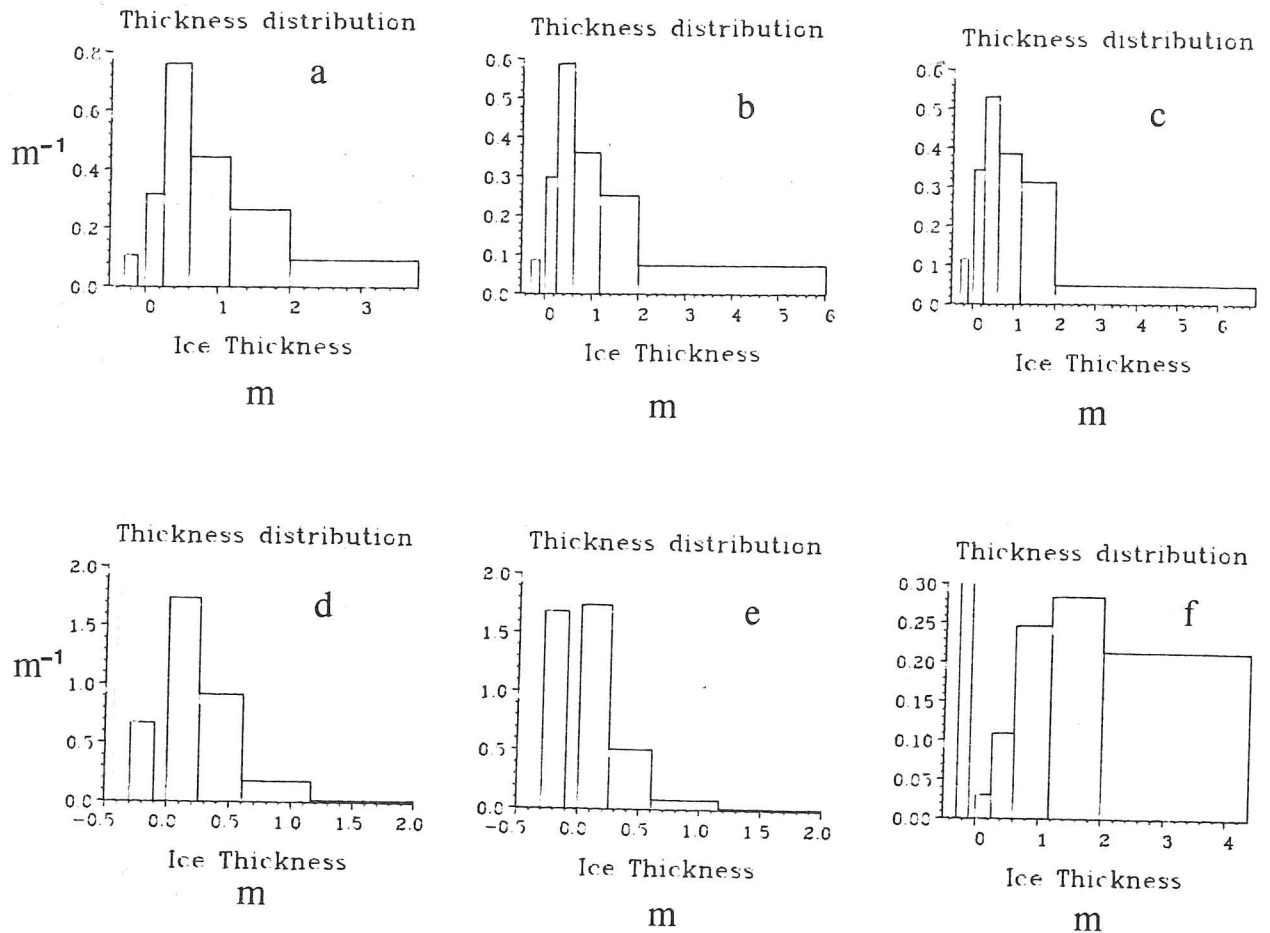 Thickness distribution
a
m⁻¹
0.8
0.6
0.4
0.2
0.0
0 1 2 3
Ice Thickness
m
Thickness distribution
b
0.6
0.5
0.4
0.3
0.2
0.1
0.0
0 1 2 3 4 5 6
Ice Thickness
m
Thickness distribution
c
0.6
0.5
0.4
0.3
0.2
0.1
0.0
0 1 2 3 4 5 6
Ice Thickness
m
Thickness distribution
d
m⁻¹
2.0
1.5
1.0
0.5
0.0
-0.5 0.0 0.5 1.0 1.5 2.0
Ice Thickness
m
Thickness distribution
e
2.0
1.5
1.0
0.5
0.0
-0.5 0.0 0.5 1.0 1.5 2.0
Ice Thickness
m
Thickness distribution
f
0.30
0.25
0.20
0.15
0.10
0.05
0.00
0 1 2 3 4
Ice Thickness
m